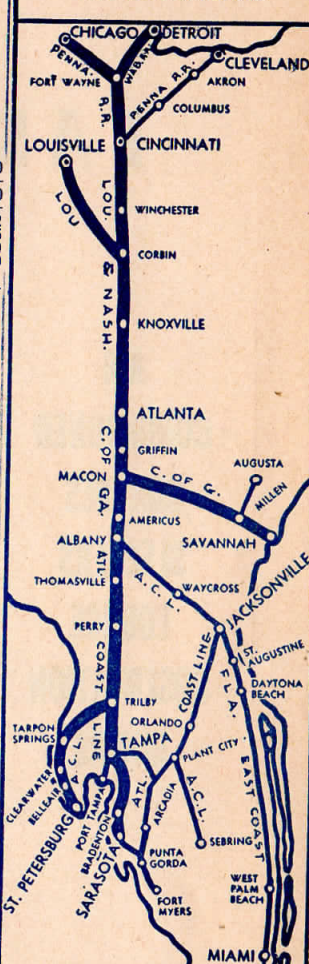 CHICAGO
DETROIT
PENNA.
WABASH
CLEVELAND
FORT WAYNE
PENNA R.R.
AKRON
R.R.
COLUMBUS
LOUISVILLE
CINCINNATI
LOU.
LOU
WINCHESTER
CORBIN
& NASH.
KNOXVILLE
ATLANTA
C. OF GA.
GRIFFIN
AUGUSTA
MACON
C. OF G.
MILLEN
AMERICUS
ALBANY
SAVANNAH
ATL.
THOMASVILLE
A.C.L.
WAYCROSS
JACKSONVILLE
PERRY
COAST
COAST LINE
ST.
AUGUSTINE
FLA.
DAYTONA
BEACH
TRILBY
ORLANDO
TARPON
SPRINGS
LINE
TAMPA
EAST COAST
A.C.L.
PLANT CITY
CLEARWATER
BELLEAIR
PORT TAMPA
ATL.
ARCADIA
A.C.L.
ST. PETERSBURG
BRADENTON
SEBRING
SARASOTA
PUNTA
GORDA
WEST
PALM
BEACH
FORT
MYERS
MIAMI